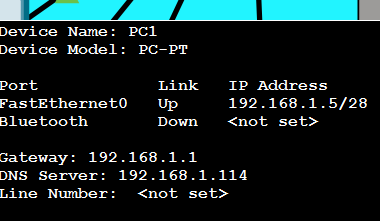 Device Name: PC1
Device Model: PC-PT
Port Link IP Address
FastEthernet0 Up 192.168.1.5/28
Bluetooth Down <not set>
Gateway: 192.168.1.1
DNS Server: 192.168.1.114
Line Number: <not set>